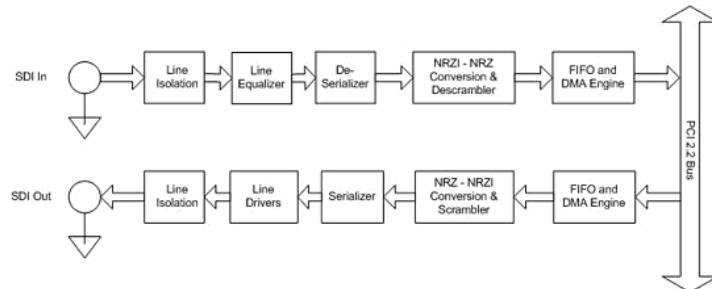 SDI In
Line
Isolation
Line
Equalizer
De-
Serializer
NRZI - NRZ
Conversion &
Descrambler
FIFO and
DMA Engine
PCI 2.2 Bus
SDI Out
Line
Isolation
Line
Drivers
Serializer
NRZ - NRZI
Conversion &
Scrambler
FIFO and
DMA Engine